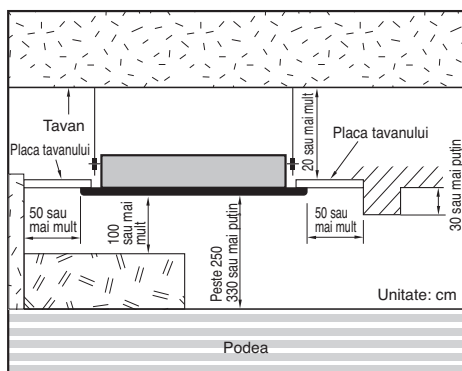 Tavan
Placa tavanului
20 sau mai mult
Placa tavanului
30 sau mai puțin
50 sau
mai mult
100
sau mai
mult
Peste 250
330 sau mai puțin
50 sau
mai mult
Unitate: cm
Podea